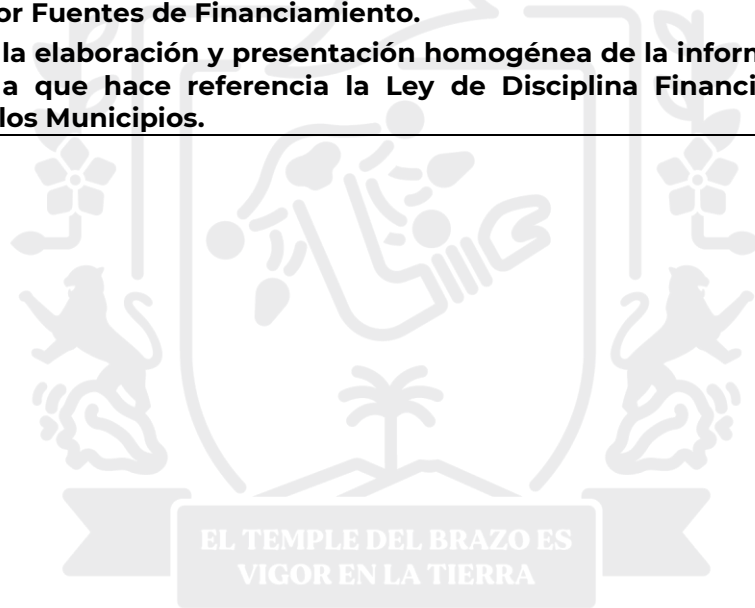 or Fuentes de Financiamiento.
la elaboración y presentación homogénea de la inform
a que hace referencia la Ley de Disciplina Financi
los Municipios.
EL TEMPLE DEL BRAZO ES
VIGOR EN LA TIERRA